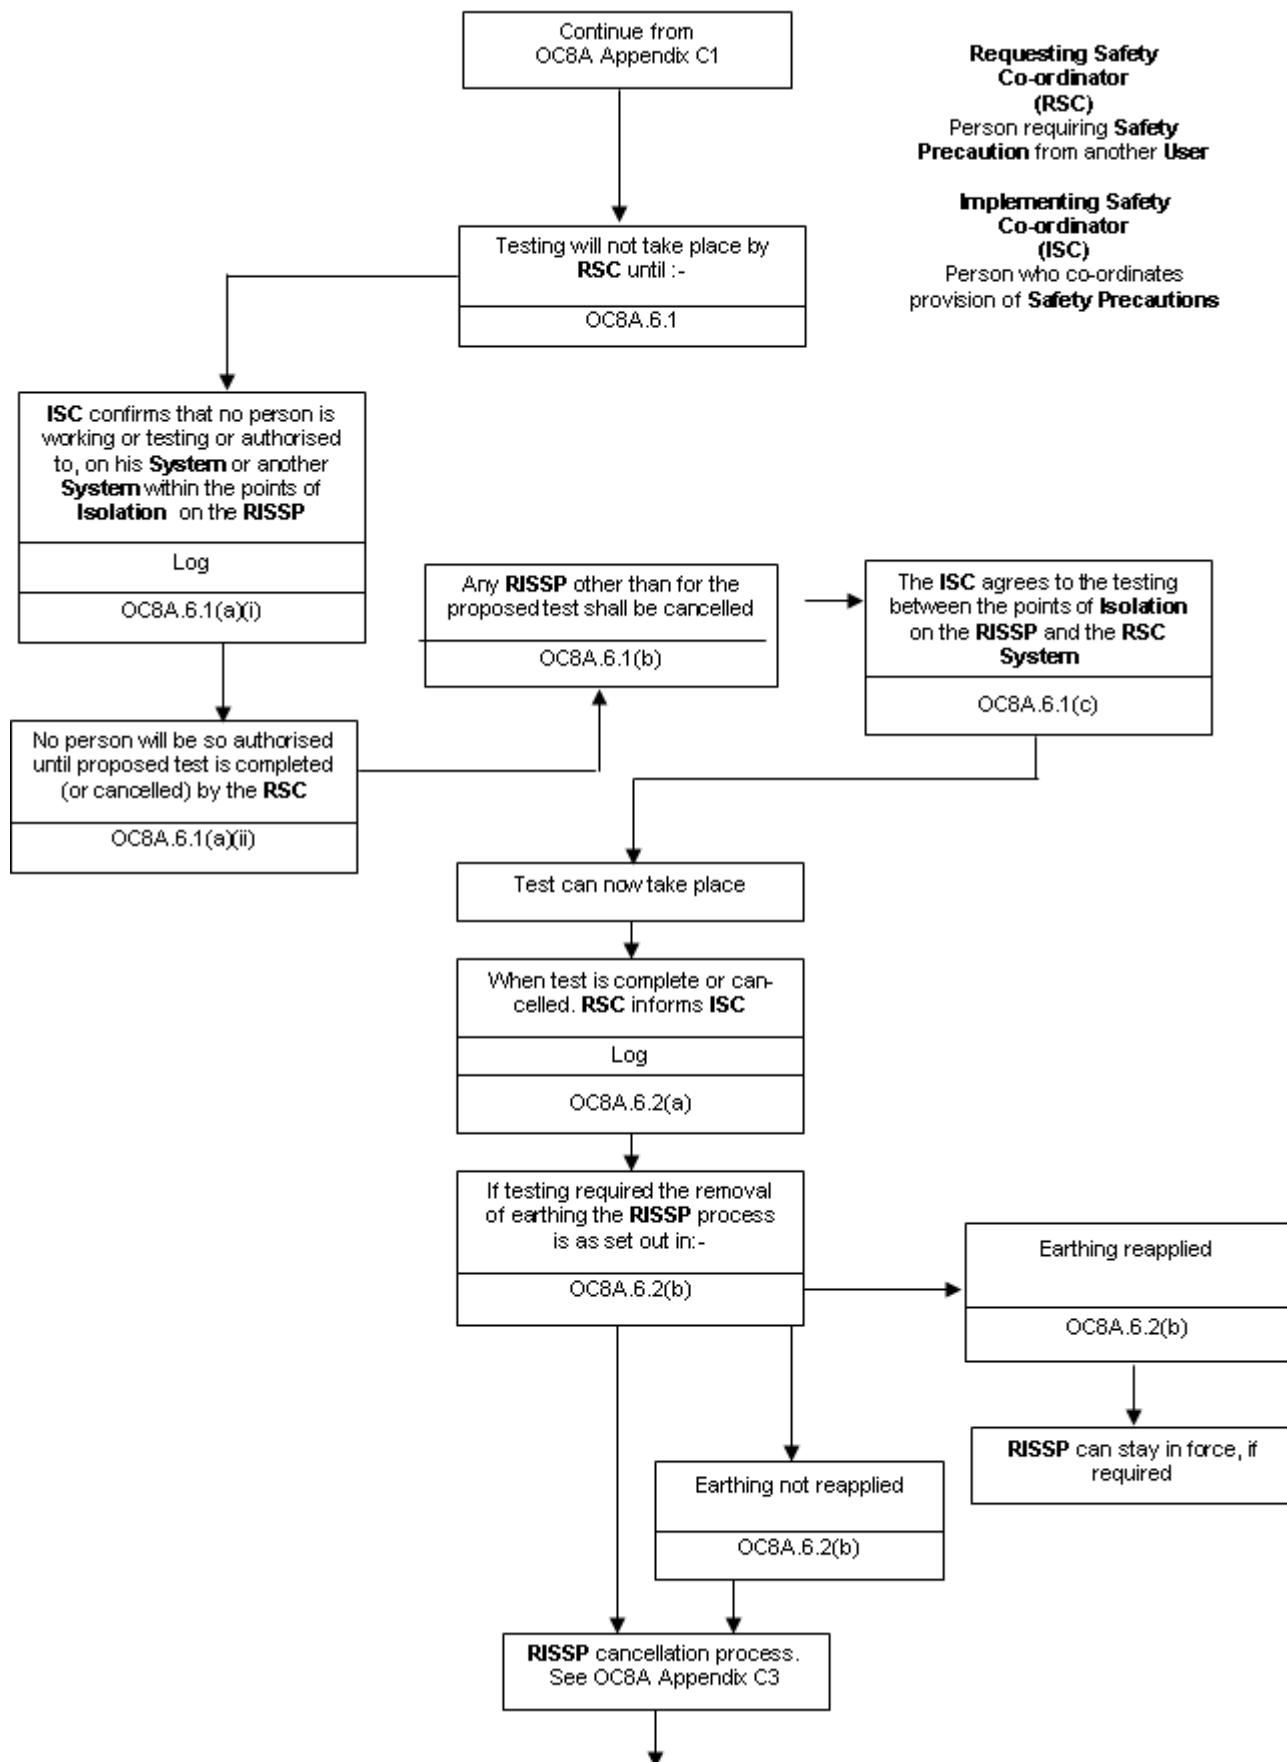 Continue from
OC8A Appendix C1
Requesting Safety
Co-ordinator
(RSC)
Person requiring Safety
Precaution from another User
Implementing Safety
Co-ordinator
(ISC)
Person who co-ordinates
provision of Safety Precautions
Testing will not take place by
RSC until :-
OC8A.6.1
ISC confirms that no person is
working or testing or authorised
to, on his System or another
System within the points of
Isolation on the RISSP
Log
OC8A.6.1(a)(i)
No person will be so authorised
until proposed test is completed
(or cancelled) by the RSC
OC8A.6.1(a)(ii)
Any RISSP other than for the
proposed test shall be cancelled
OC8A.6.1(b)
The ISC agrees to the testing
between the points of Isolation
on the RISSP and the RSC
System
OC8A.6.1(c)
Test can now take place
When test is complete or can-
celled. RSC informs ISC
Log
OC8A.6.2(a)
If testing required the removal
of earthing the RISSP process
is as set out in:-
OC8A.6.2(b)
Earthing reapplied
OC8A.6.2(b)
RISSP can stay in force, if
required
Earthing not reapplied
OC8A.6.2(b)
RISSP cancellation process.
See OC8A Appendix C3